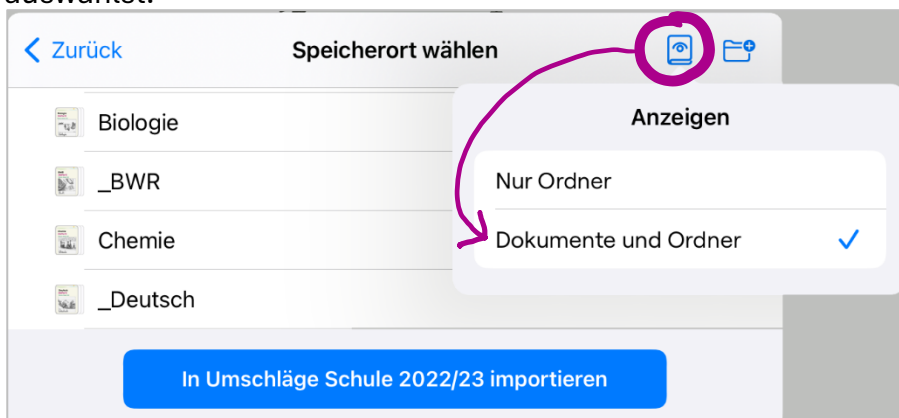 auswählst.
Zurück
Speicherort wählen
Anzeigen
Biologie
Nur Ordner
_BWR
Dokumente und Ordner
Chemie
_Deutsch
In Umschläge Schule 2022/23 importieren